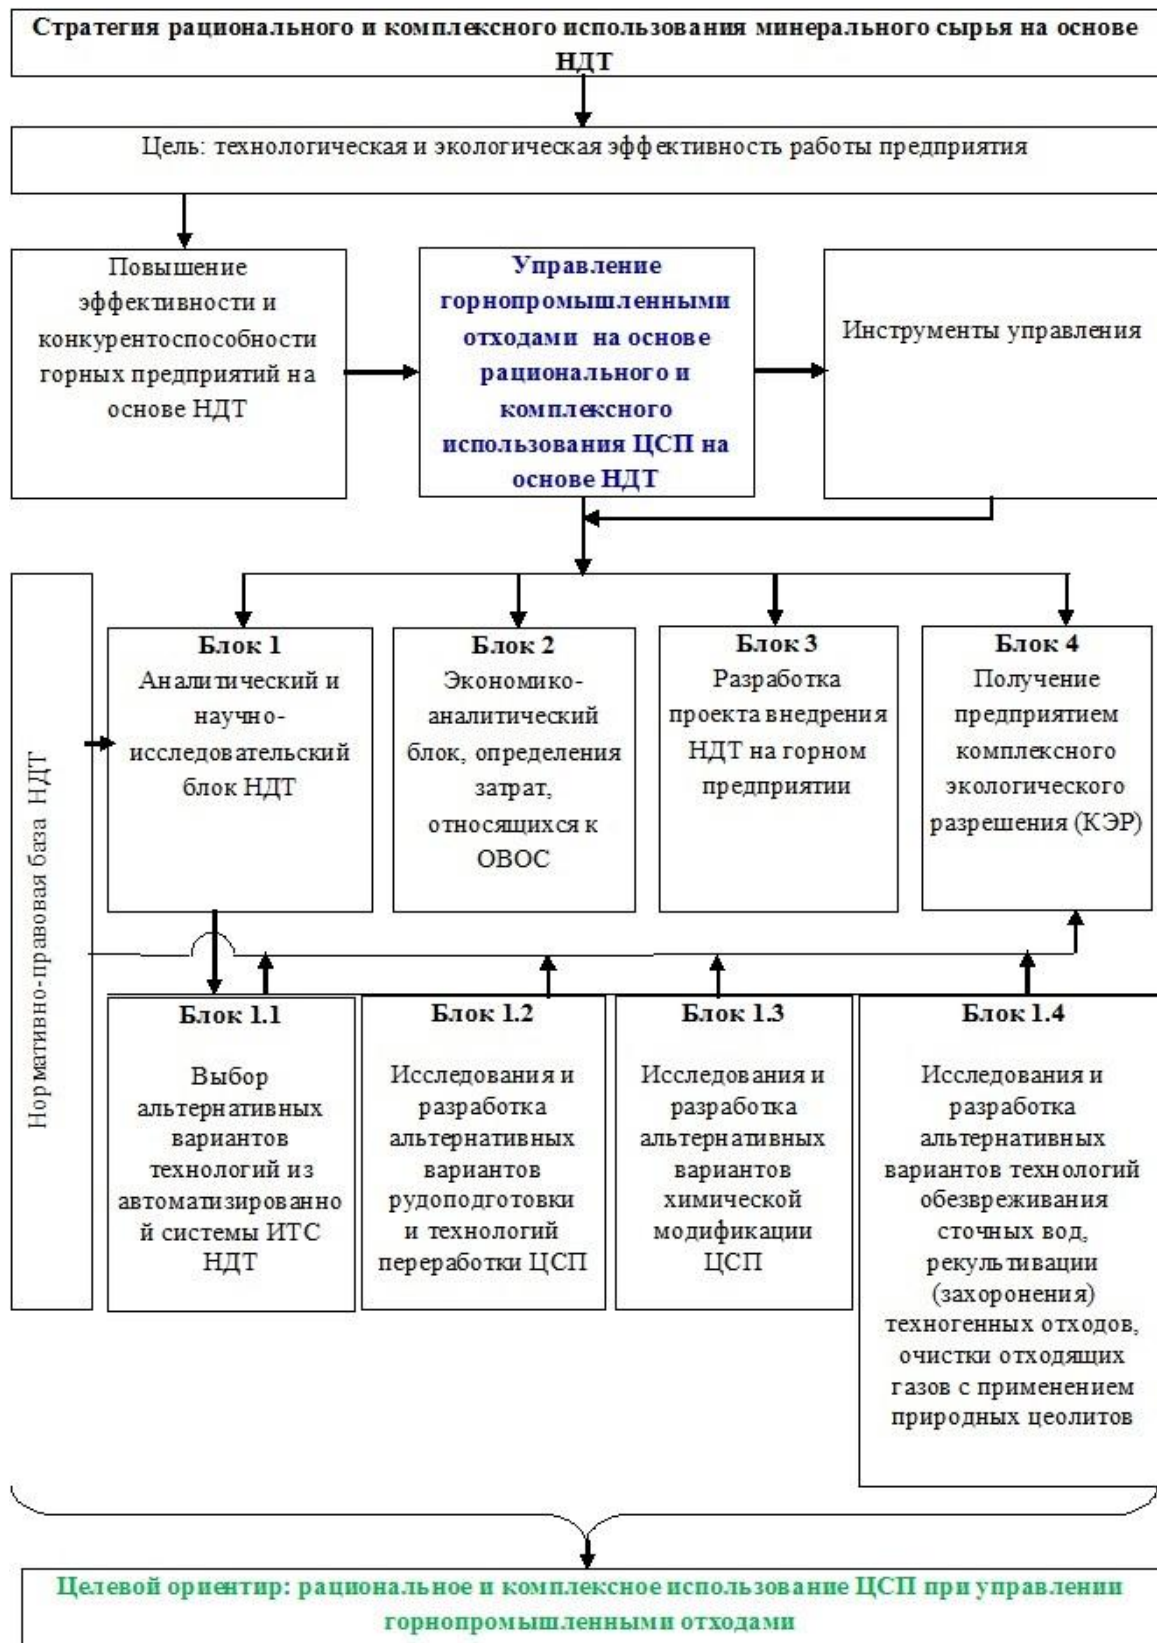 Стратегия рационального и комплексного использования минерального сырья на основе
НДТ
Цель: технологическая и экологическая эффективность работы предприятия
Повышение
эффективности и
конкурентоспособности
горных предприятий на
основе НДТ
Управление
горнопромышленными
отходами на основе
рационального и
комплексного
использования ЦСП на
основе НДТ
Инструменты управления
Нормативно-правовая база НДТ
Блок 1
Аналитический и
научно-
исследовательский
блок НДТ
Блок 2
Экономико-
аналитический
блок, определения
затрат,
относящихся к
ОВОС
Блок 3
Разработка
проекта внедрения
НДТ на горном
предприятии
Блок 4
Получение
предприятием
комплексного
экологического
разрешения (КЭР)
Блок 1.1
Выбор
альтернативных
вариантов
технологий из
автоматизированно
й системы ИТС
НДТ
Блок 1.2
Исследования и
разработка
альтернативных
вариантов
рудоподготовки
и технологий
переработки ЦСП
Блок 1.3
Исследования и
разработка
альтернативных
вариантов
химической
модификации
ЦСП
Блок 1.4
Исследования и
разработка
альтернативных
вариантов технологий
обезвреживания
сточных вод,
рекультивации
(захоронения)
техногенных отходов,
очистки отходящих
газов с применением
природных цеолитов
Целевой ориентир: рациональное и комплексное использование ЦСП при управлении
горнопромышленными отходами